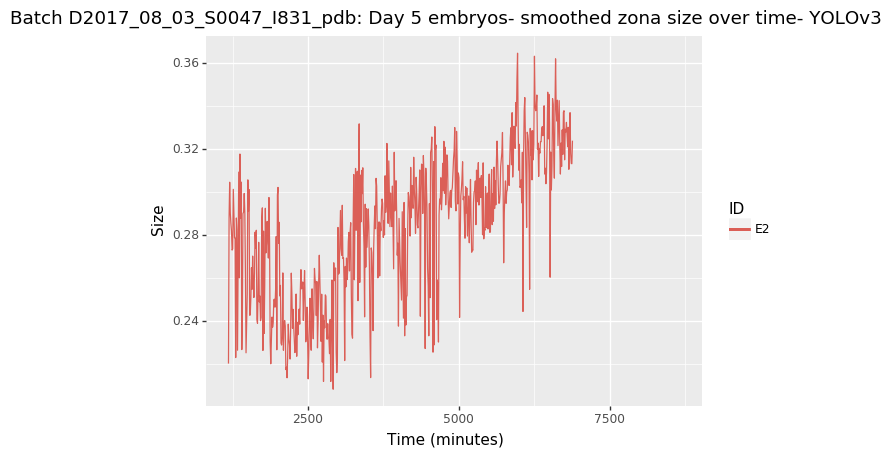 Batch D2017_08_03_S0047_I831_pdb: Day 5 embryos- smoothed zona size over time- YOLOv3
0.36
0.32
0.28
0.24
Size
2500
5000
7500
Time (minutes)
ID
E2